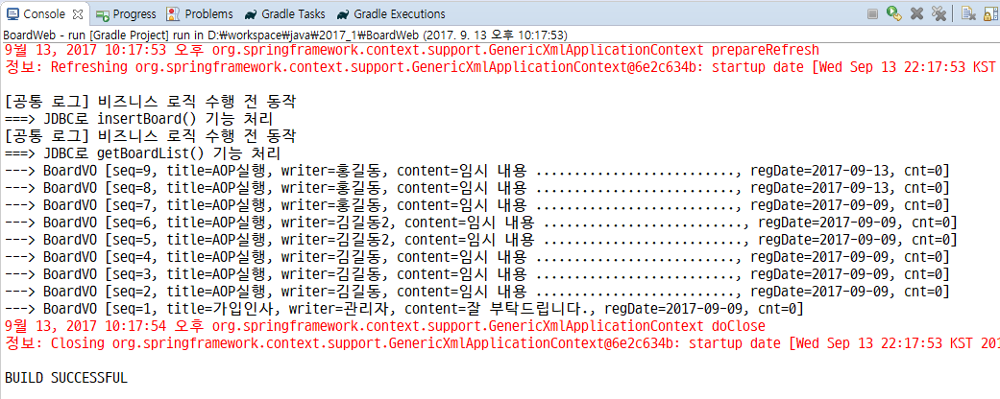 Console Progress Problems Gradle Tasks Gradle Executions
BoardWeb - run [Gradle Project] run in D:₩workspace₩java₩2017_1₩BoardWeb (2017. 9. 13 오후 10:17:53)
9월 13, 2017 10:17:53 오후 org.springframework.context.support.GenericXmlApplicationContext prepareRefresh
정보: Refreshing org.springframework.context.support.GenericXmlApplicationContext@6e2c634b: startup date [Wed Sep 13 22:17:53 KST
[공통 로그] 비즈니스 로직 수행 전 동작
===> JDBC로 insertBoard() 기능 처리
[공통 로그] 비즈니스 로직 수행 전 동작
===> JDBC로 getBoardList() 기능 처리
---> BoardVO [seq=9, title=AOP실행, writer=홍길동, content=임시 내용 .........................., regDate=2017-09-13, cnt=0]
---> BoardVO [seq=8, title=AOP실행, writer=홍길동, content=임시 내용 .........................., regDate=2017-09-13, cnt=0]
---> BoardVO [seq=7, title=AOP실행, writer=홍길동, content=임시 내용 .........................., regDate=2017-09-09, cnt=0]
---> BoardVO [seq=6, title=AOP실행, writer=김길동2, content=임시 내용 .........................., regDate=2017-09-09, cnt=0]
---> BoardVO [seq=5, title=AOP실행, writer=김길동2, content=임시 내용 .........................., regDate=2017-09-09, cnt=0]
---> BoardVO [seq=4, title=AOP실행, writer=김길동, content=임시 내용 .........................., regDate=2017-09-09, cnt=0]
---> BoardVO [seq=3, title=AOP실행, writer=김길동, content=임시 내용 .........................., regDate=2017-09-09, cnt=0]
---> BoardVO [seq=2, title=AOP실행, writer=김길동, content=임시 내용 .........................., regDate=2017-09-09, cnt=0]
---> BoardVO [seq=1, title=가입인사, writer=관리자, content=잘 부탁드립니다., regDate=2017-09-09, cnt=0]
9월 13, 2017 10:17:54 오후 org.springframework.context.support.GenericXmlApplicationContext doClose
정보: Closing org.springframework.context.support.GenericXmlApplicationContext@6e2c634b: startup date [Wed Sep 13 22:17:53 KST 201
BUILD SUCCESSFUL